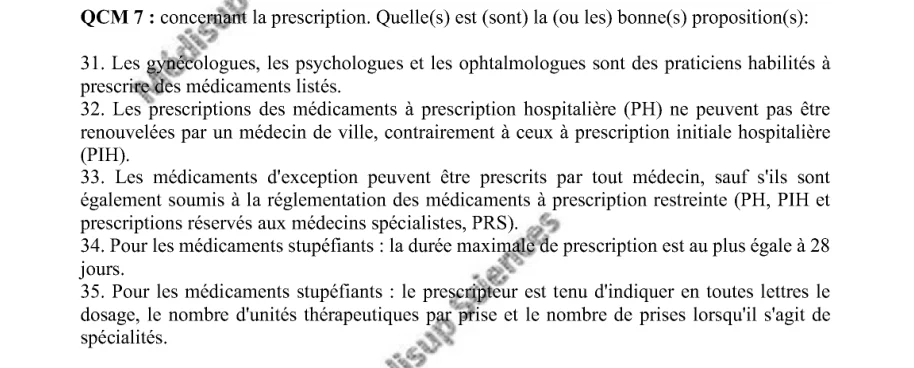 QCM 7 : concernant la prescription. Quelle(s) est (sont) la (ou les) bonne(s) proposition(s):
31. Les gynécologues, les psychologues et les ophtalmologues sont des praticiens habilités à
prescrire des médicaments listés.
32. Les prescriptions des médicaments à prescription hospitalière (PH) ne peuvent pas être
renouvelées par un médecin de ville, contrairement à ceux à prescription initiale hospitalière
(PIH).
33. Les médicaments d'exception peuvent être prescrits par tout médecin, sauf s'ils sont
également soumis à la réglementation des médicaments à prescription restreinte (PH, PIH et
prescriptions réservés aux médecins spécialistes, PRS).
34. Pour les médicaments stupéfiants : la durée maximale de prescription est au plus égale à 28
jours.
35. Pour les médicaments stupéfiants : le prescripteur est tenu d'indiquer en toutes lettres le
dosage, le nombre d'unités thérapeutiques par prise et le nombre de prises lorsqu'il s'agit de
spécialités.
Médisup
disup Sciences